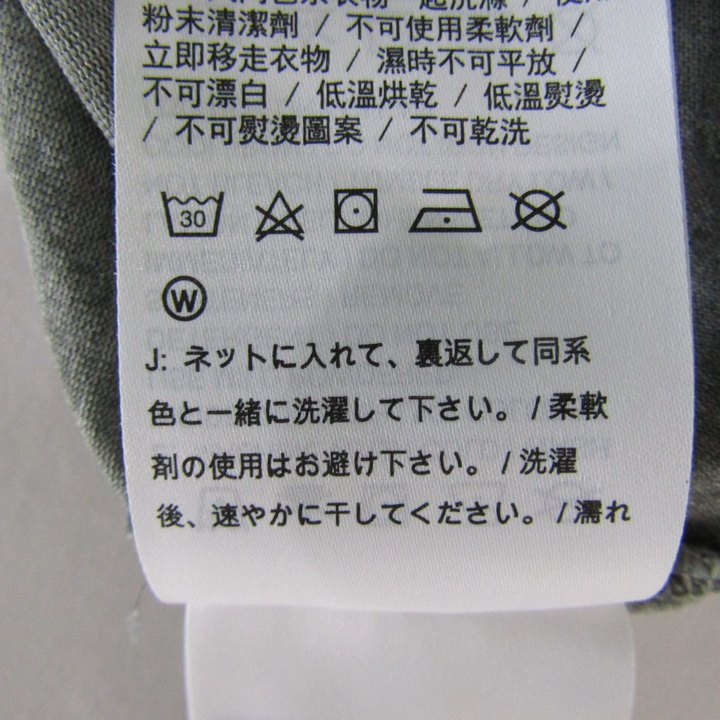 粉末清潔劑 / 不可使用柔軟劑 /
立即移走衣物 / 濕時不可平放 /
不可漂白 / 低溫烘乾 / 低溫熨燙
/ 不可熨燙圖案 / 不可乾洗
30
W
J: ネットに入れて、裏返して同系
色と一緒に洗濯して下さい。/ 柔軟
剤の使用はお避け下さい。/ 洗濯
後、速やかに干してください。/ 濡れ